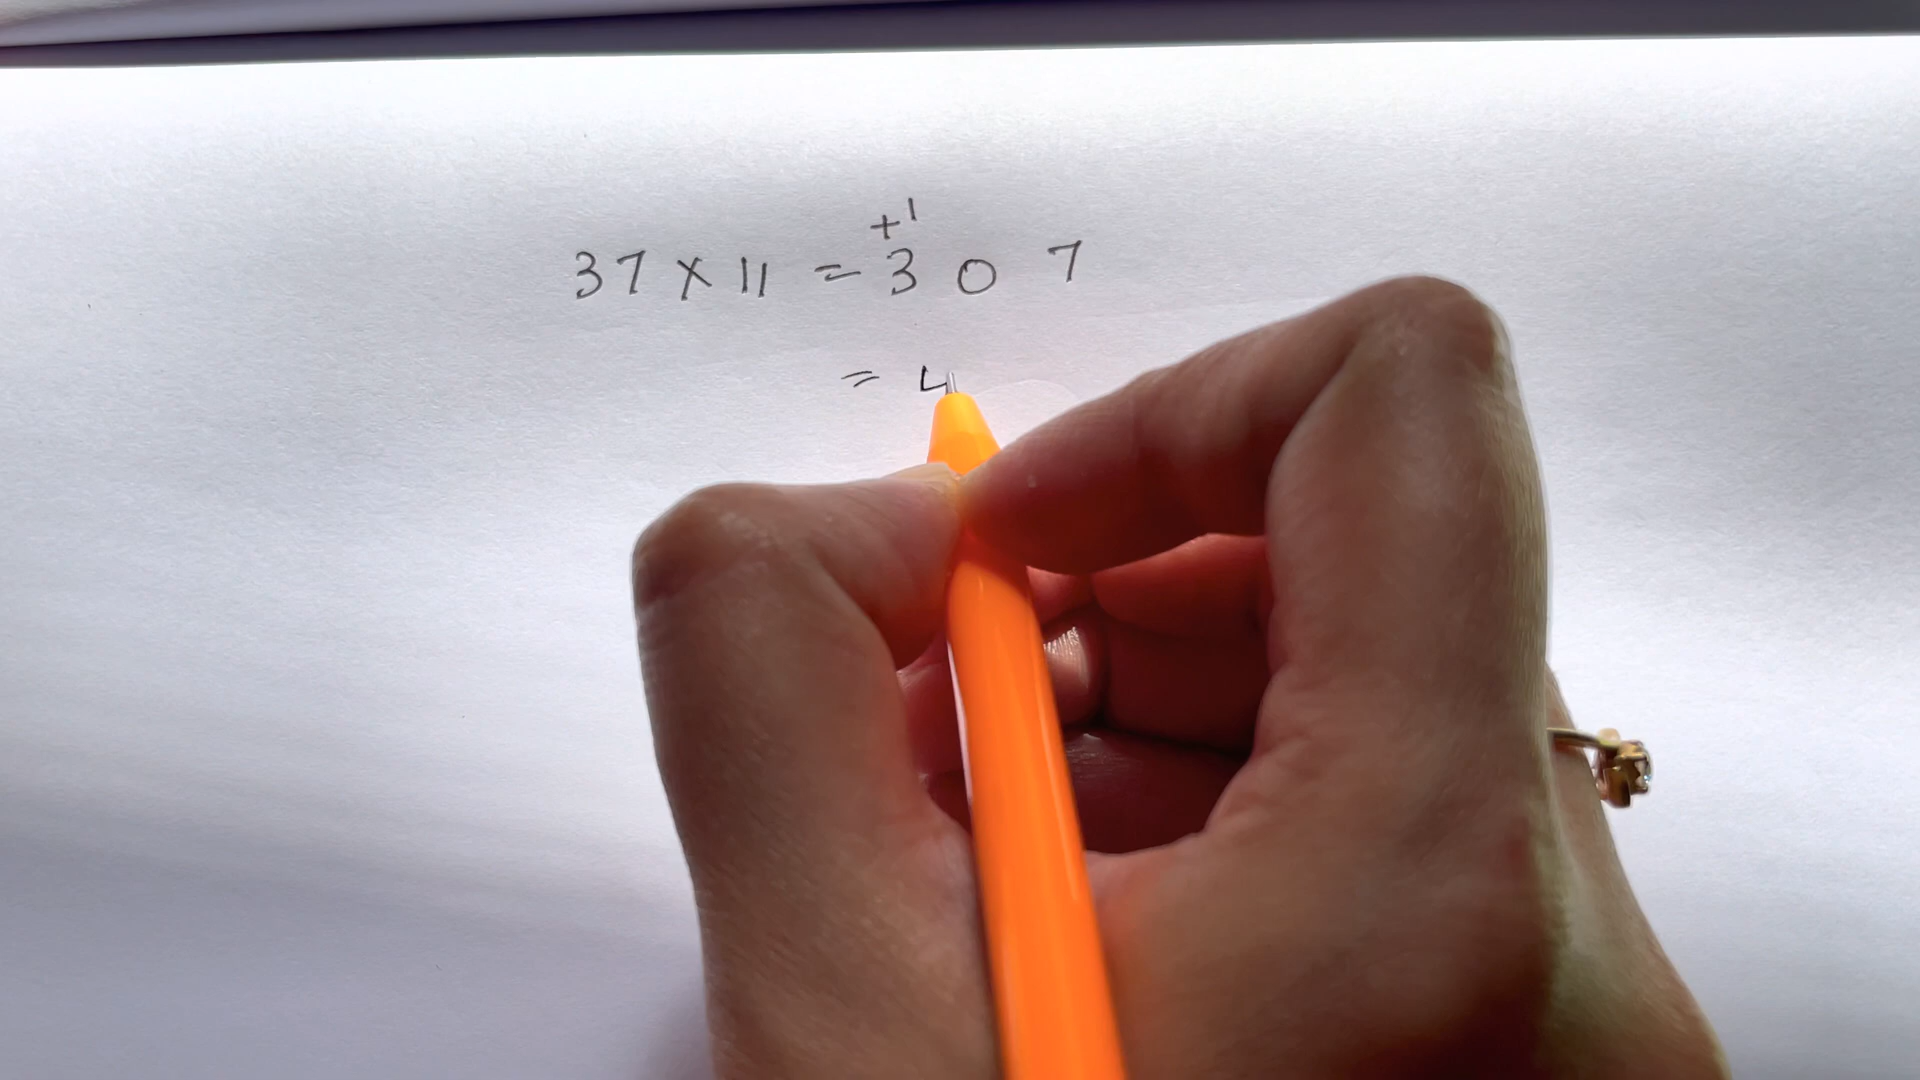 +1
37 × 11 = 3 0 7
= 4